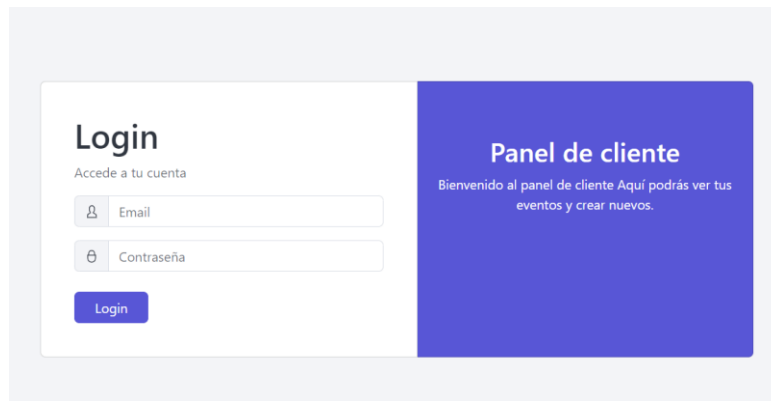 Login
Accede a tu cuenta
Email
Contraseña
Login
Panel de cliente
Bienvenido al panel de cliente Aquí podrás ver tus
eventos y crear nuevos.